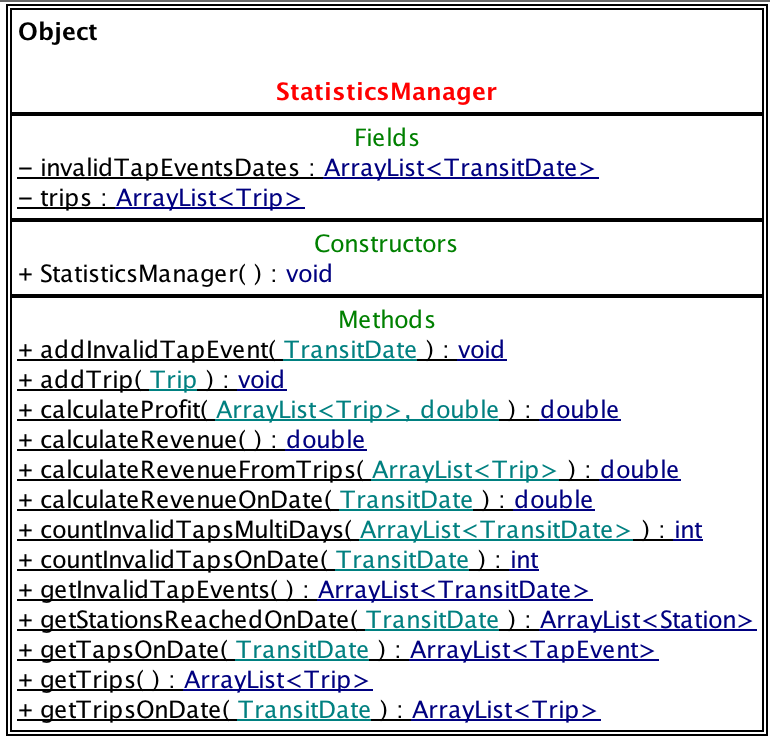 Object
StatisticsManager
Fields
– invalidTapEventsDates : ArrayList<TransitDate>
– trips : ArrayList<Trip>
Constructors
+ StatisticsManager( ) : void
Methods
+ addInvalidTapEvent( TransitDate ) : void
+ addTrip( Trip ) : void
+ calculateProfit( ArrayList<Trip>, double ) : double
+ calculateRevenue( ) : double
+ calculateRevenueFromTrips( ArrayList<Trip> ) : double
+ calculateRevenueOnDate( TransitDate ) : double
+ countInvalidTapsMultiDays( ArrayList<TransitDate> ) : int
+ countInvalidTapsOnDate( TransitDate ) : int
+ getInvalidTapEvents( ) : ArrayList<TransitDate>
+ getStationsReachedOnDate( TransitDate ) : ArrayList<Station>
+ getTapsOnDate( TransitDate ) : ArrayList<TapEvent>
+ getTrips( ) : ArrayList<Trip>
+ getTripsOnDate( TransitDate ) : ArrayList<Trip>